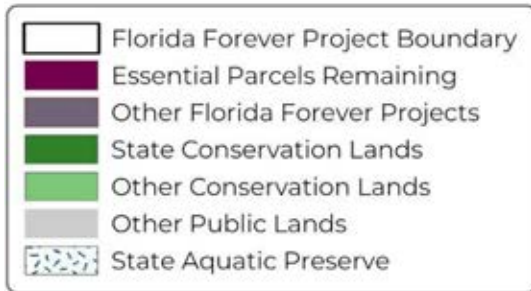 Florida Forever Project Boundary
Essential Parcels Remaining
Other Florida Forever Projects
State Conservation Lands
Other Conservation Lands
Other Public Lands
State Aquatic Preserve